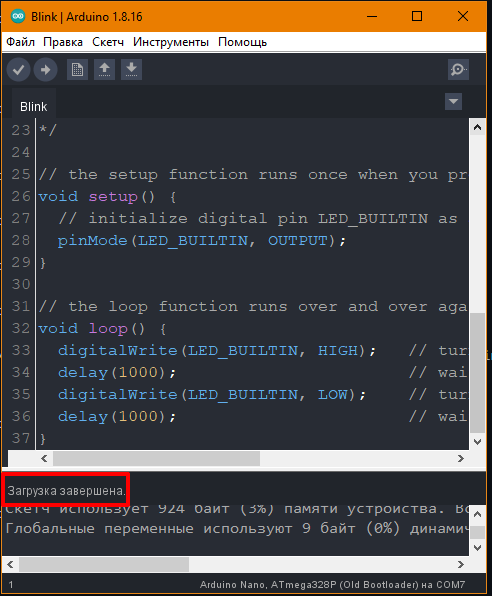 Blink | Arduino 1.8.16
Файл Правка Скетч Инструменты Помощь
Blink
23 */
24
25 // the setup function runs once when you pr
26 void setup() {
27 // initialize digital pin LED_BUILTIN as
28 pinMode(LED_BUILTIN, OUTPUT);
29 }
30
31 // the loop function runs over and over aga
32 void loop() {
33 digitalWrite(LED_BUILTIN, HIGH); // tur
34 delay(1000); // wai
35 digitalWrite(LED_BUILTIN, LOW); // tur
36 delay(1000); // wai
37 }
Загрузка завершена.
Скетч использует 924 байт (3%) памяти устройства. Вс
Глобальные переменные используют 9 байт (0%) динамич
1 Arduino Nano, ATmega328P (Old Bootloader) на COM7